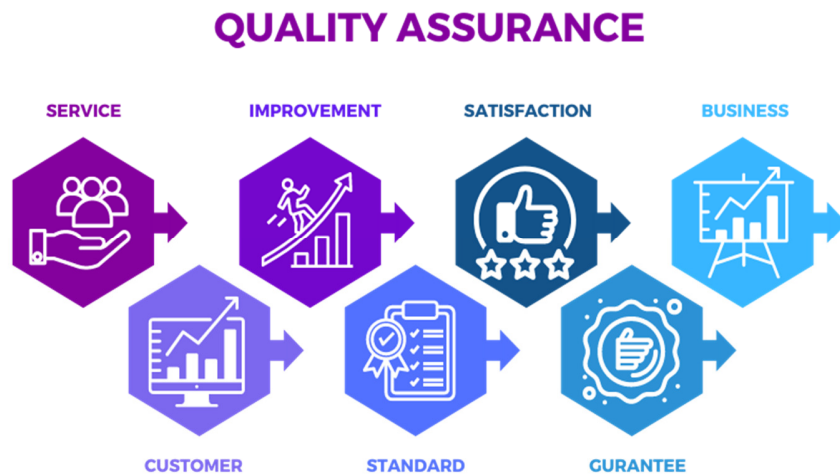 QUALITY ASSURANCE
SERVICE
IMPROVEMENT
SATISFACTION
BUSINESS
CUSTOMER
STANDARD
GURANTEE